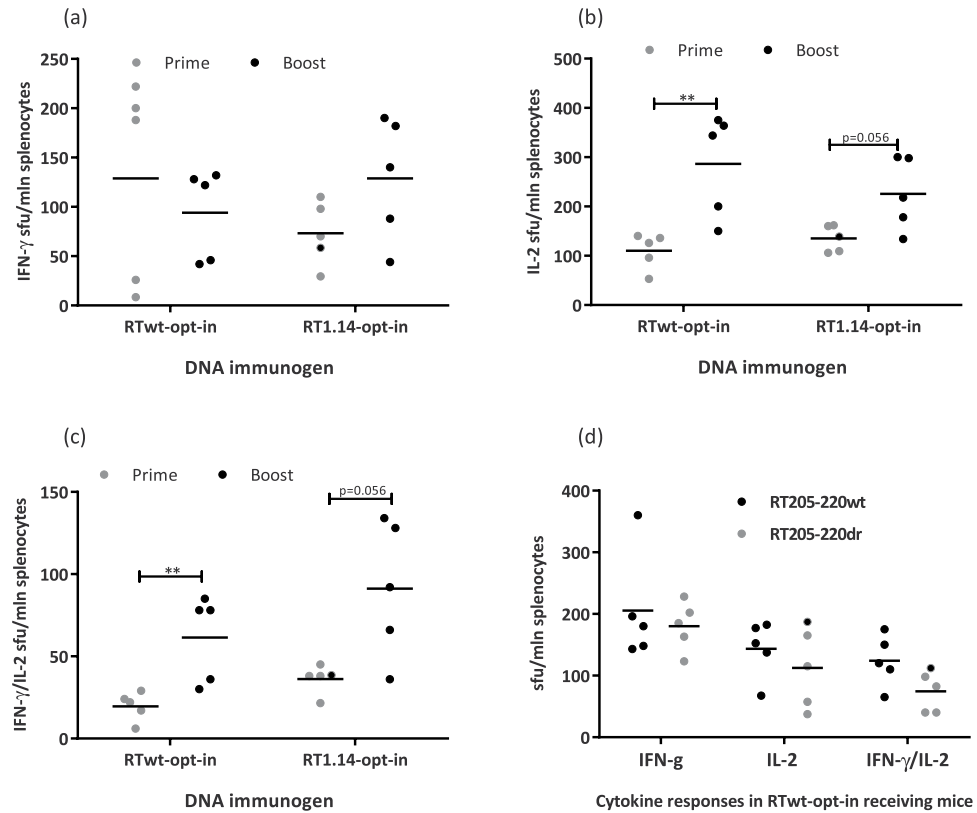 (a)
Prime Boost
IFN-γ sfu/mln splenocytes
250
200
150
100
50
0
RTwt-opt-in RT1.14-opt-in
DNA immunogen
(b)
Prime Boost
IL-2 sfu/mln splenocytes
500
400
300
200
100
0
**
p=0.056
RTwt-opt-in RT1.14-opt-in
DNA immunogen
(c)
Prime Boost
IFN-γ/IL-2 sfu/mln splenocytes
150
100
50
0
**
p=0.056
RTwt-opt-in RT1.14-opt-in
DNA immunogen
(d)
RT205-220wt
RT205-220dr
sfu/mln splenocytes
400
300
200
100
0
IFN-g IL-2 IFN-γ/IL-2
Cytokine responses in RTwt-opt-in receiving mice